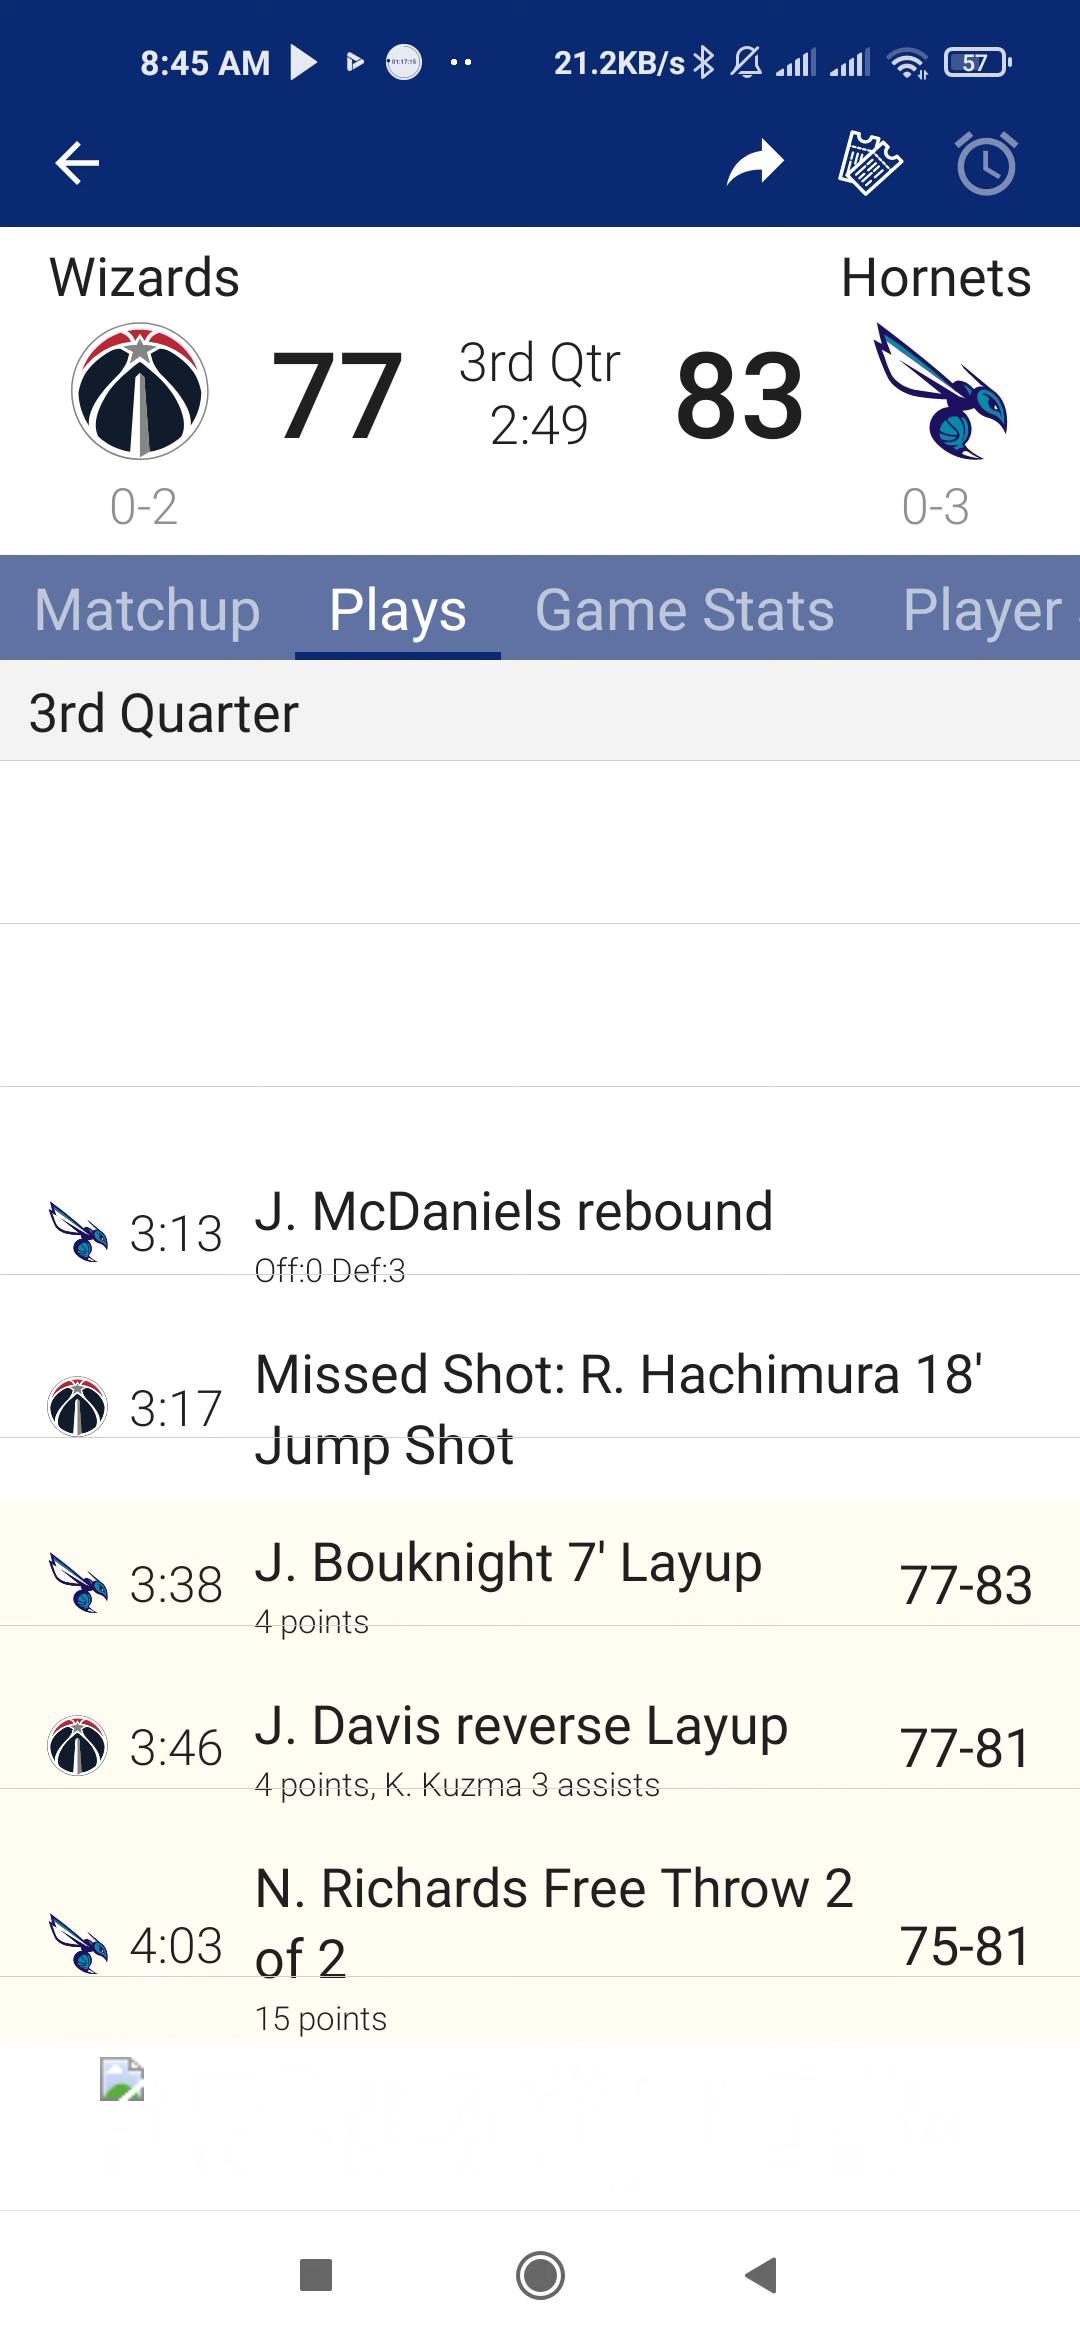 8:45 AM 01:17:15 21.2KB/s 57
Wizards Hornets
77 3rd Qtr 83
2:49
0-2 0-3
Matchup Plays Game Stats Player
3rd Quarter
3:13 J. McDaniels rebound
Off:0 Def:3
3:17 Missed Shot: R. Hachimura 18'
Jump Shot
3:38 J. Bouknight 7' Layup 77-83
4 points
3:46 J. Davis reverse Layup 77-81
4 points, K. Kuzma 3 assists
4:03 N. Richards Free Throw 2
of 2 75-81
15 points